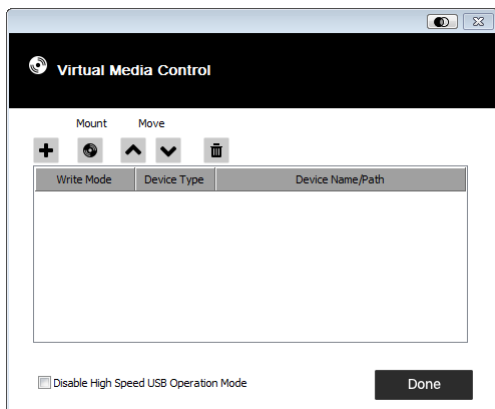 Virtual Media Control
Mount Move
Write Mode Device Type Device Name/Path
Disable High Speed USB Operation Mode
Done